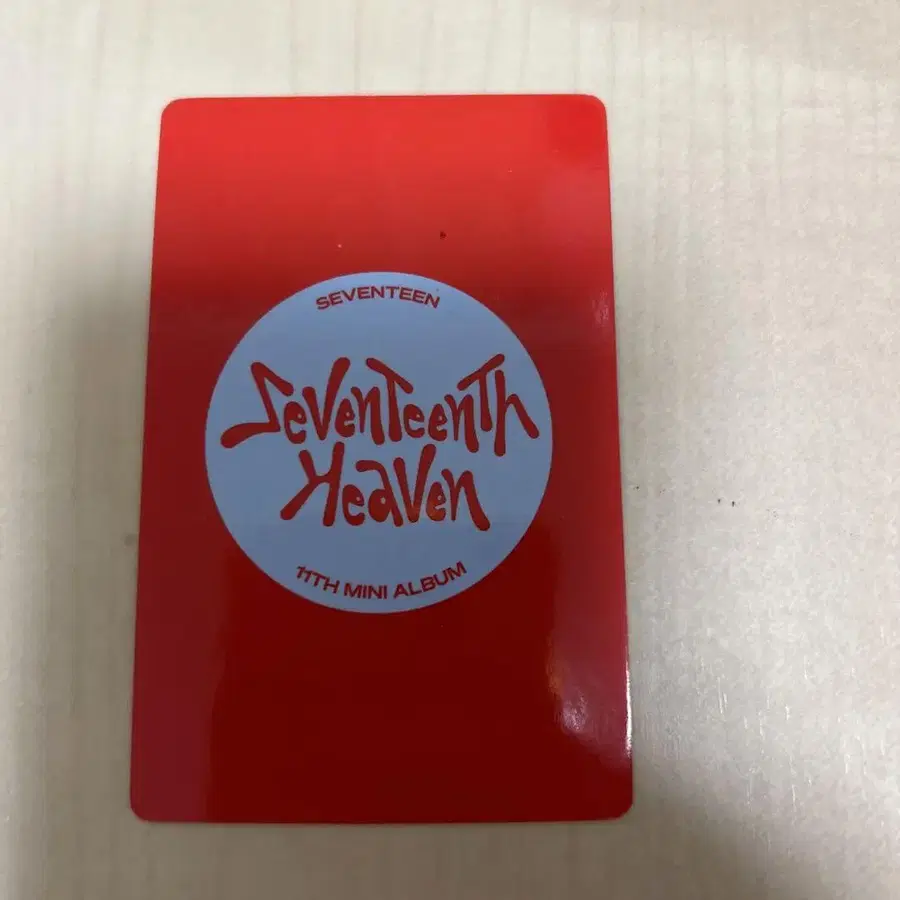 SEVENTEEN
SevenTeenTh
Heaven
11TH MINI ALBUM